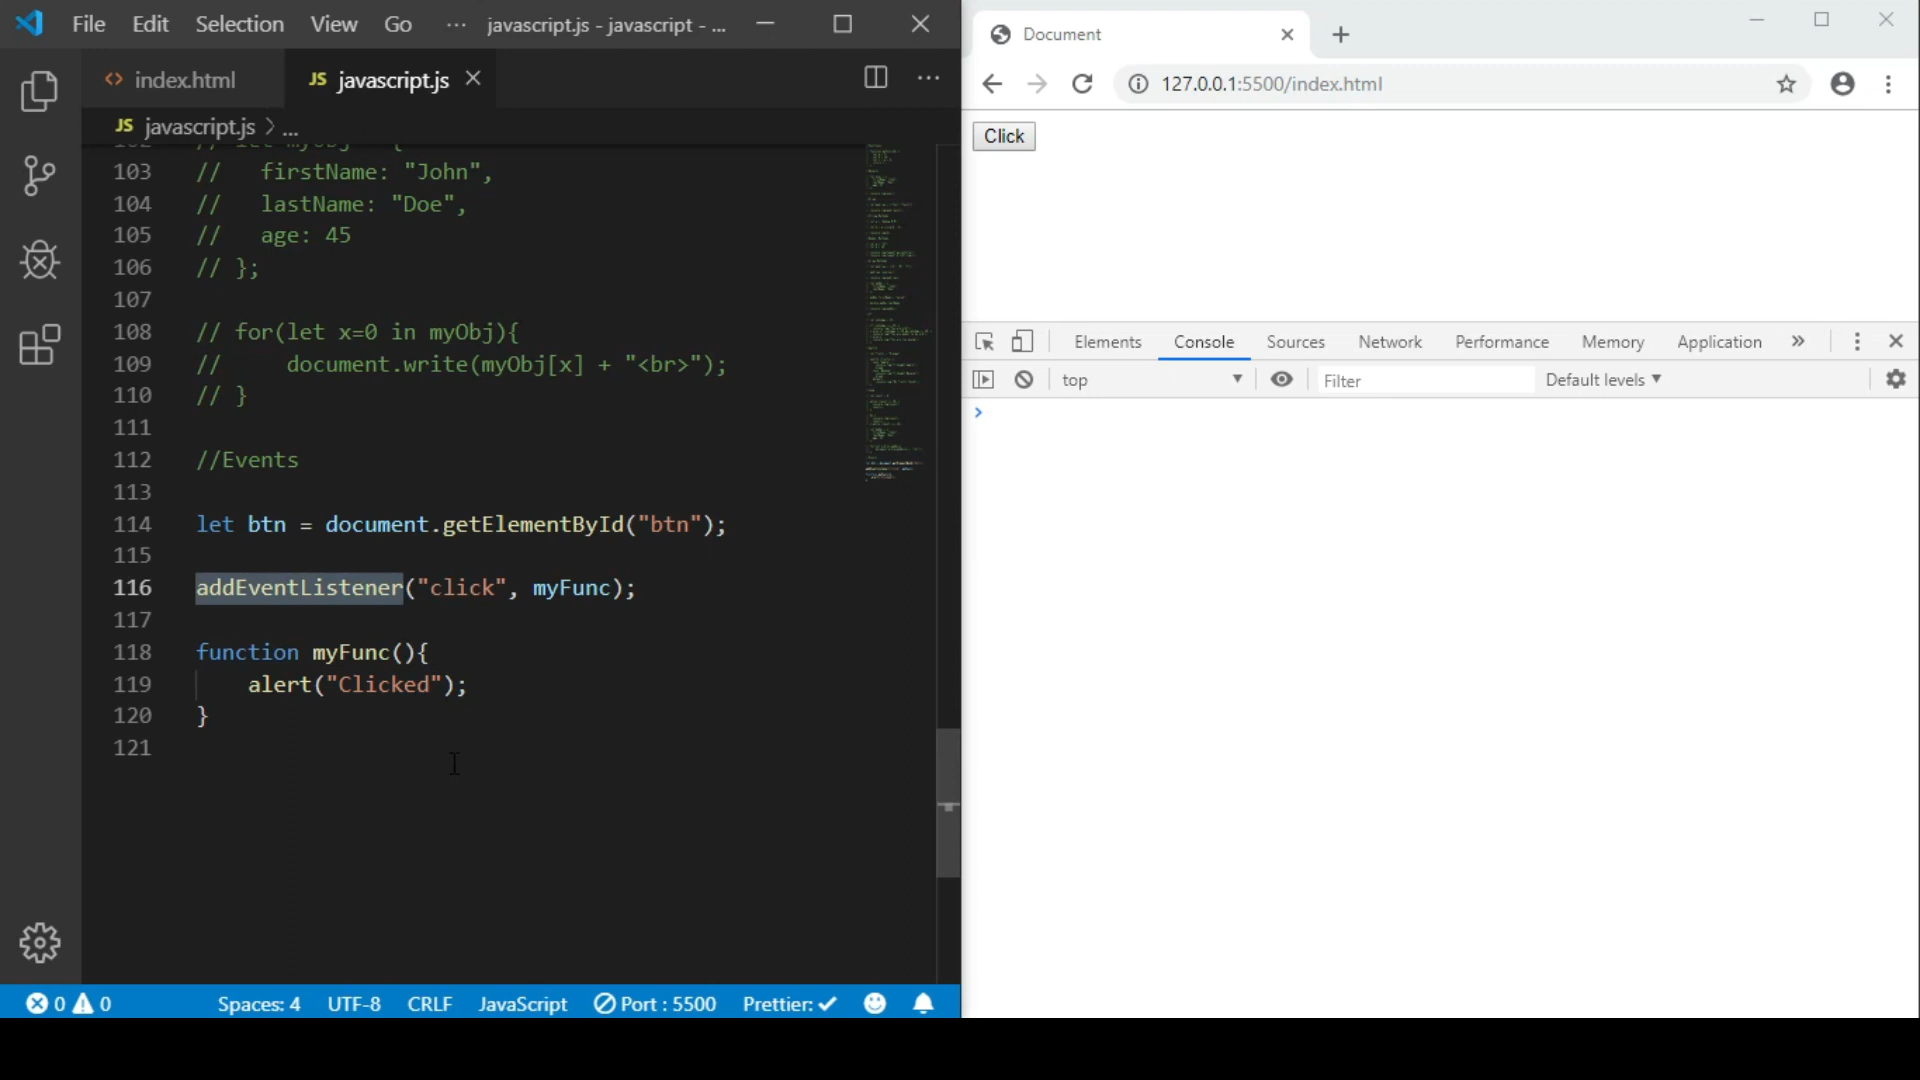 File Edit Selection View Go ... javascript.js - javascript - ...
index.html
JS javascript.js
JS javascript.js > ...
103 // firstName: "John",
104 // lastName: "Doe",
105 // age: 45
106 // };
107
108 // for(let x=0 in myObj){
109 // document.write(myObj[x] + "<br>");
110 // }
111
112 //Events
113
114 let btn = document.getElementById("btn");
115
116 addEventListener("click", myFunc);
117
118 function myFunc(){
119 alert("Clicked");
120 }
121
0 0 Spaces: 4 UTF-8 CRLF JavaScript Port : 5500 Prettier: ✓
Document
127.0.0.1:5500/index.html
Click
Elements Console Sources Network Performance Memory Application »
top Filter Default levels